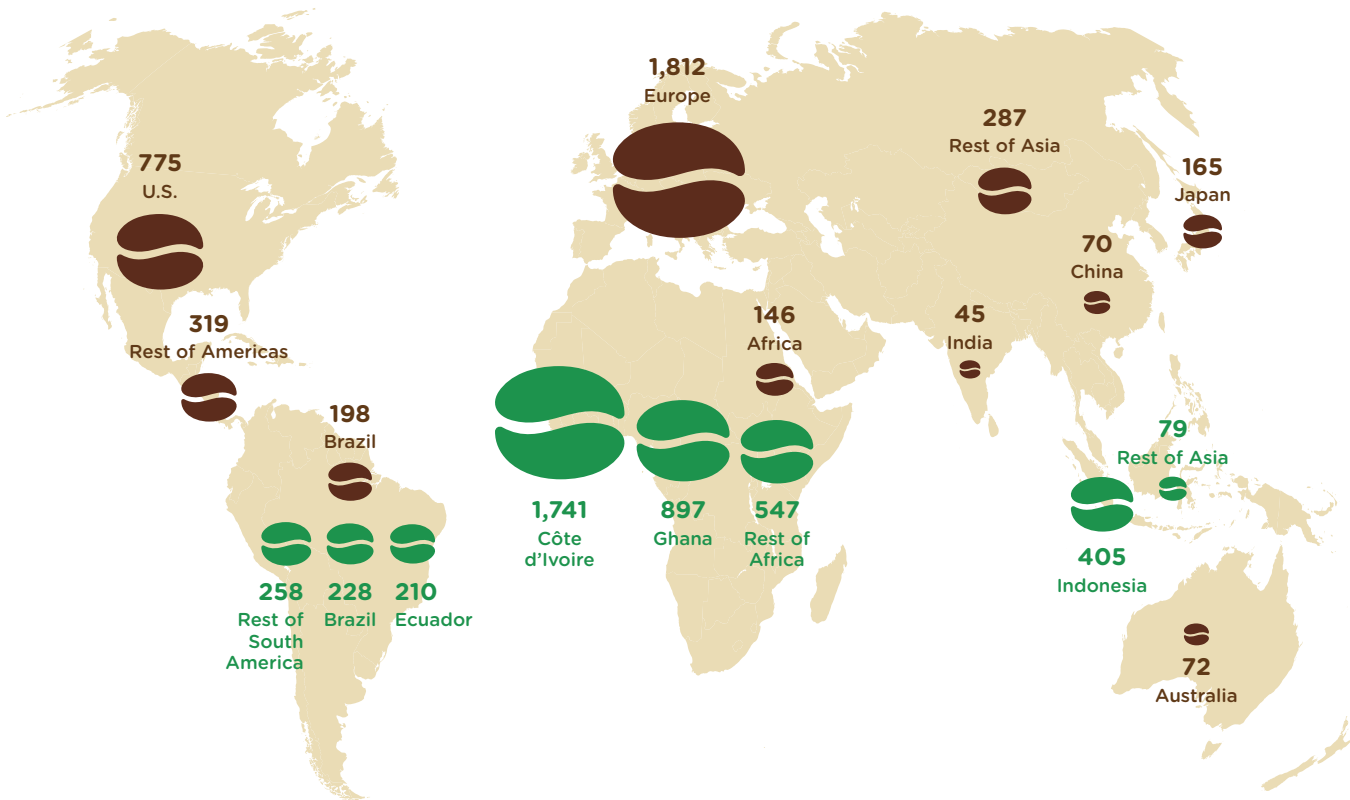 1,812
Europe
775
U.S.
287
Rest of Asia
165
Japan
70
China
319
Rest of Americas
146
Africa
45
India
198
Brazil
79
Rest of Asia
1,741
Côte
d’Ivoire
897
Ghana
547
Rest of
Africa
405
Indonesia
258
Rest of
South
America
228
Brazil
210
Ecuador
72
Australia